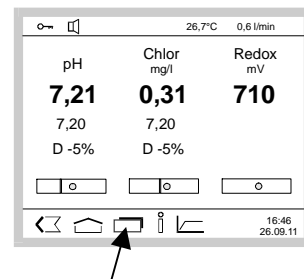 26,7°C 0,6 l/min
pH Chlor Redox
mg/l mV
7,21 0,31 710
7,20 7,20
D -5% D -5%
16:46
26.09.11